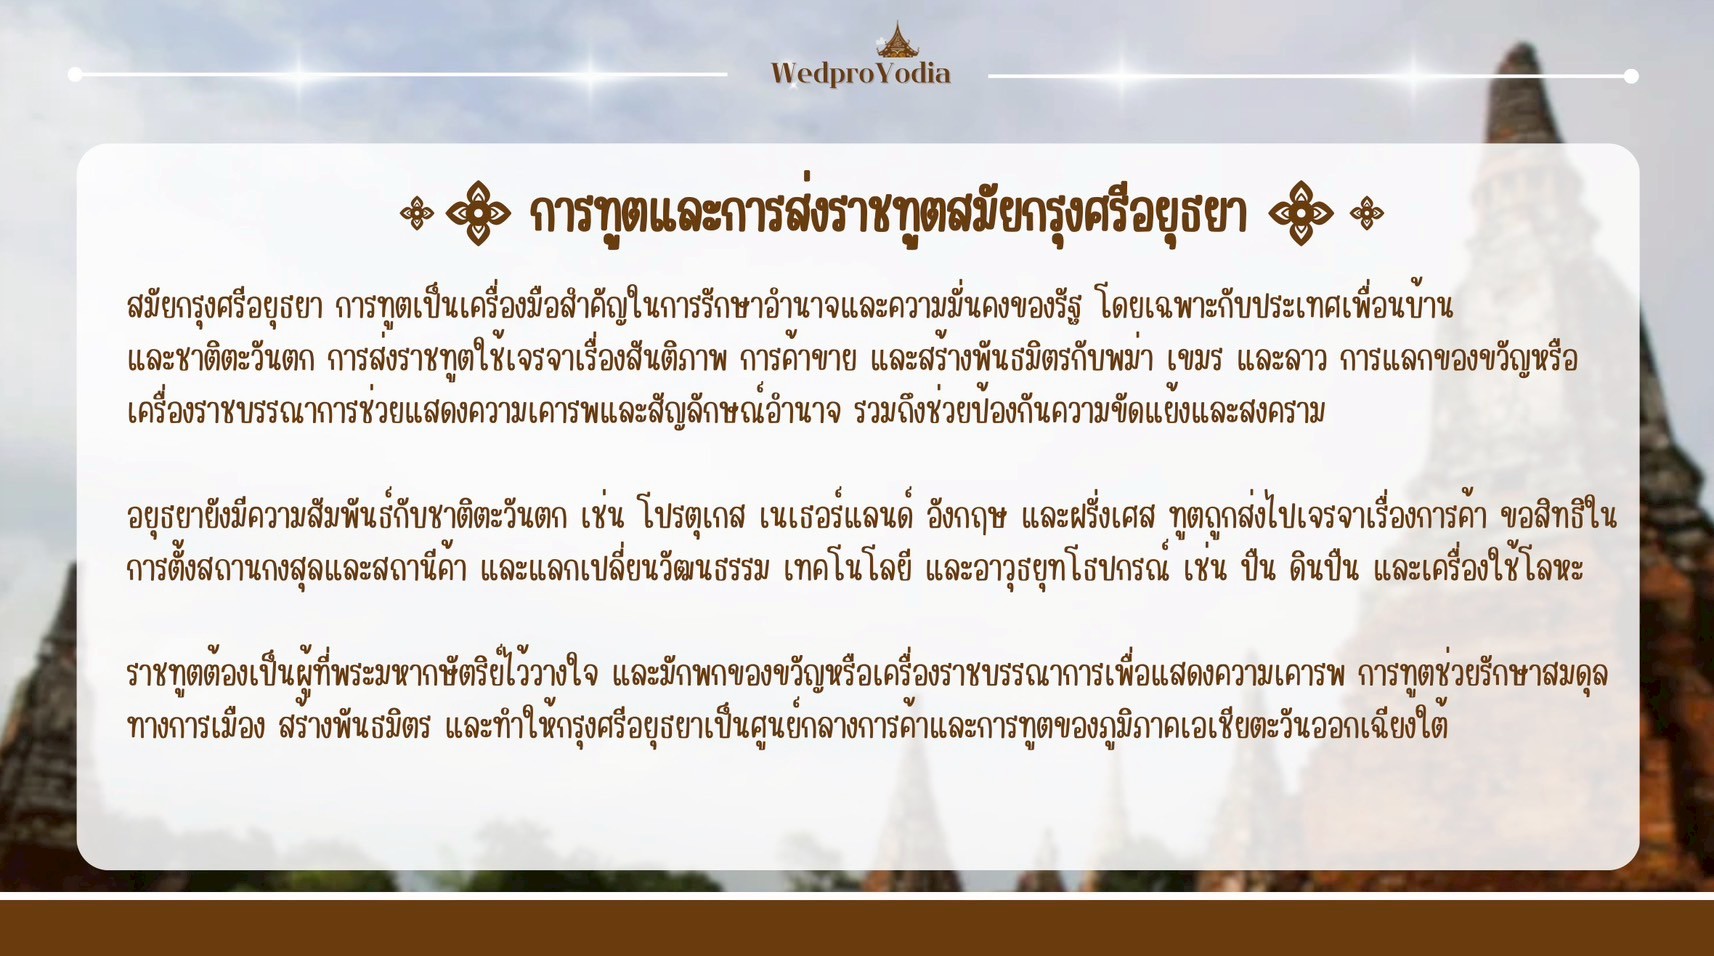 WedproYodia
การทูตและการส่งราชทูตสมัยกรุงศรีอยุธยา
สมัยกรุงศรีอยุธยา การทูตเป็นเครื่องมือสำคัญในการรักษาอำนาจและความมั่นคงของรัฐ โดยเฉพาะกับประเทศเพื่อนบ้าน
และชาติตะวันตก การส่งราชทูตใช้เจรจาเรื่องสันติภาพ การค้าขาย และสร้างพันธมิตรกับพม่า เขมร และลาว การแลกของขวัญหรือ
เครื่องราชบรรณาการช่วยแสดงความเคารพและสัญลักษณ์อำนาจ รวมถึงช่วยป้องกันความขัดแย้งและสงคราม
อยุธยายังมีความสัมพันธ์กับชาติตะวันตก เช่น โปรตุเกส เนเธอร์แลนด์ อังกฤษ และฝรั่งเศส ทูตถูกส่งไปเจรจาเรื่องการค้า ขอสิทธิใน
การตั้งสถานกงสุลและสถานีค้า และแลกเปลี่ยนวัฒนธรรม เทคโนโลยี และอาวุธยุทโธปกรณ์ เช่น ปืน ดินปืน และเครื่องใช้โลหะ
ราชทูตต้องเป็นผู้ที่พระมหากษัตริย์ไว้วางใจ และมักพกของขวัญหรือเครื่องราชบรรณาการเพื่อแสดงความเคารพ การทูตช่วยรักษาสมดุล
ทางการเมือง สร้างพันธมิตร และทำให้กรุงศรีอยุธยาเป็นศูนย์กลางการค้าและการทูตของภูมิภาคเอเชียตะวันออกเฉียงใต้